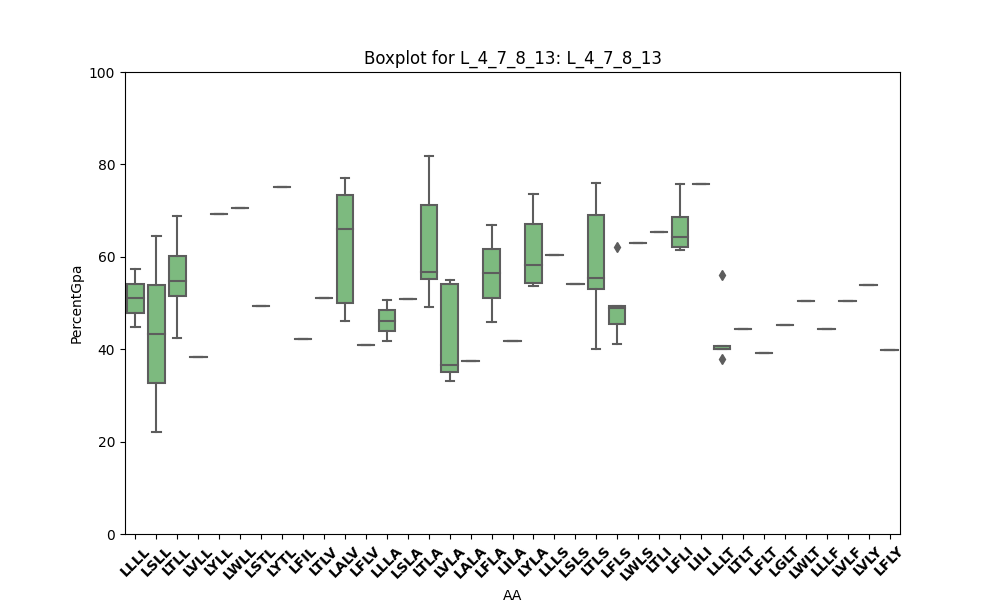 Boxplot for L_4_7_8_13: L_4_7_8_13
100
80
60
40
20
0
PercentGpa
LLLL LSLL LTLL LVLL LYLL LWLL LSTL LYTL LFIL LTLV LALV LFLV LLLA LSLA LTLA LVLA LALA LFLA LILA LYLA LLLS LSLS LTLS LFLS LWLS LTLI LFLI LILI LLLT LTLT LFLT LGLT LWLT LLLF LVLF LVLY LFLY
AA